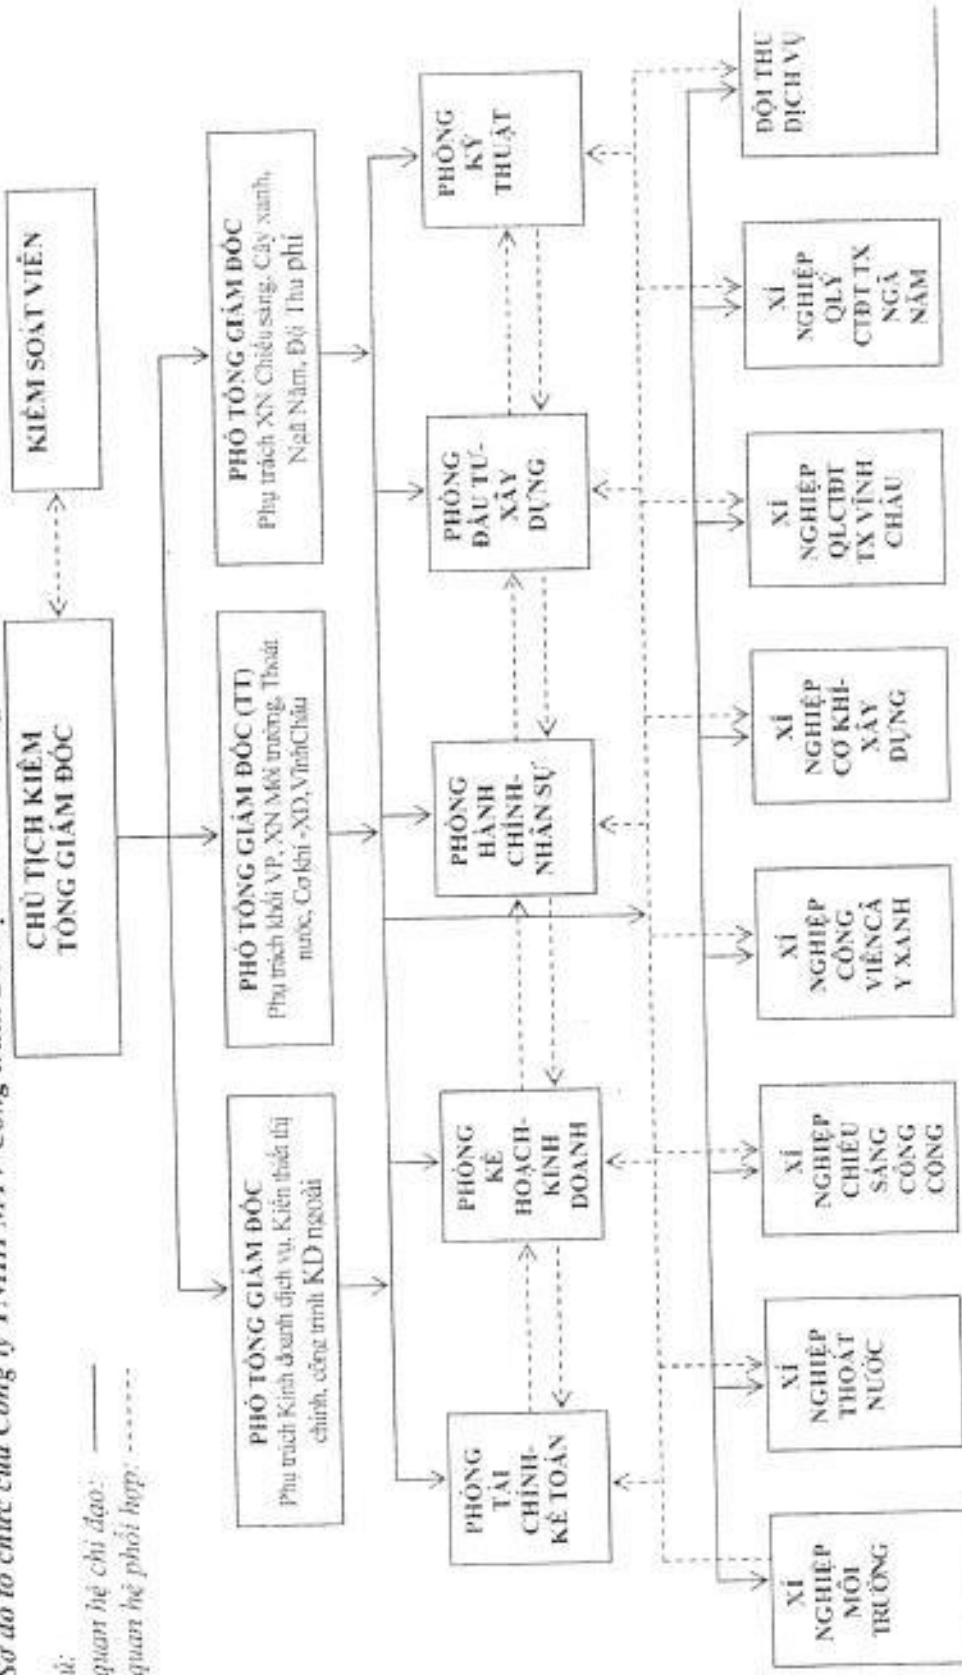 Sơ đồ tổ chức của Công ty TNHH MTV Công trình
ú:
quan hệ chỉ đạo:
quan hệ phối hợp:
CHỦ TỊCH KIÊM
TỔNG GIÁM ĐỐC
KIỂM SOÁT VIÊN
PHÓ TỔNG GIÁM ĐỐC
Phụ trách Kinh doanh dịch vụ, Kiến thiết thị
chính, công trình KD ngoài
PHÓ TỔNG GIÁM ĐỐC (TT)
Phụ trách khối VP, XN Môi trường, Thoát
nước, Cơ khí -XD, VĩnhChâu
PHÓ TỔNG GIÁM ĐỐC
Phụ trách XN Chiếu sáng, Cây xanh,
Ngã Năm, Đội Thu phí
PHÒNG
TÀI
CHÍNH-
KẾ TOÁN
PHÒNG
KẾ
HOẠCH-
KINH
DOANH
PHÒNG
HÀNH
CHÍNH-
NHÂN SỰ
PHÒNG
ĐẦU TƯ-
XÂY
DỰNG
PHÒNG
KỸ
THUẬT
XÍ
NGHIỆP
MÔI
TRƯỜNG
XÍ
NGHIỆP
THOÁT
NƯỚC
XÍ
NGHIỆP
CHIẾU
SÁNG
CÔNG
CỘNG
XÍ
NGHIỆP
CÔNG
VIÊNCÂ
Y XANH
XÍ
NGHIỆP
CƠ KHÍ-
XÂY
DỰNG
XÍ
NGHIỆP
QLCTĐT
TX VĨNH
CHÂU
XÍ
NGHIỆP
QLÝ
CTĐT TX
NGÃ
NĂM
ĐỘI THU
DỊCH VỤ